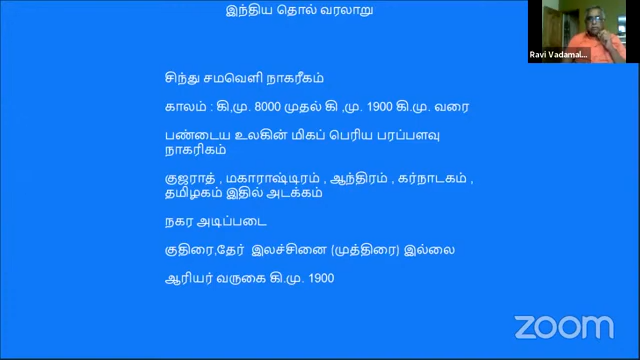 இந்திய தொல் வரலாறு
Ravi Vadamal...
சிந்து சமவெளி நாகரீகம்
காலம் : கி,மு. 8000 முதல் கி ,மு. 1900 கி.மு. வரை
பண்டைய உலகின் மிகப் பெரிய பரப்பளவு
நாகரிகம்
குஜராத் , மகாராஷ்டிரம் , ஆந்திரம் , கர்நாடகம் ,
தமிழகம் இதில் அடக்கம்
நகர அடிப்படை
குதிரை,தேர் இலச்சினை (முத்திரை) இல்லை
ஆரியர் வருகை கி.மு. 1900
zoom